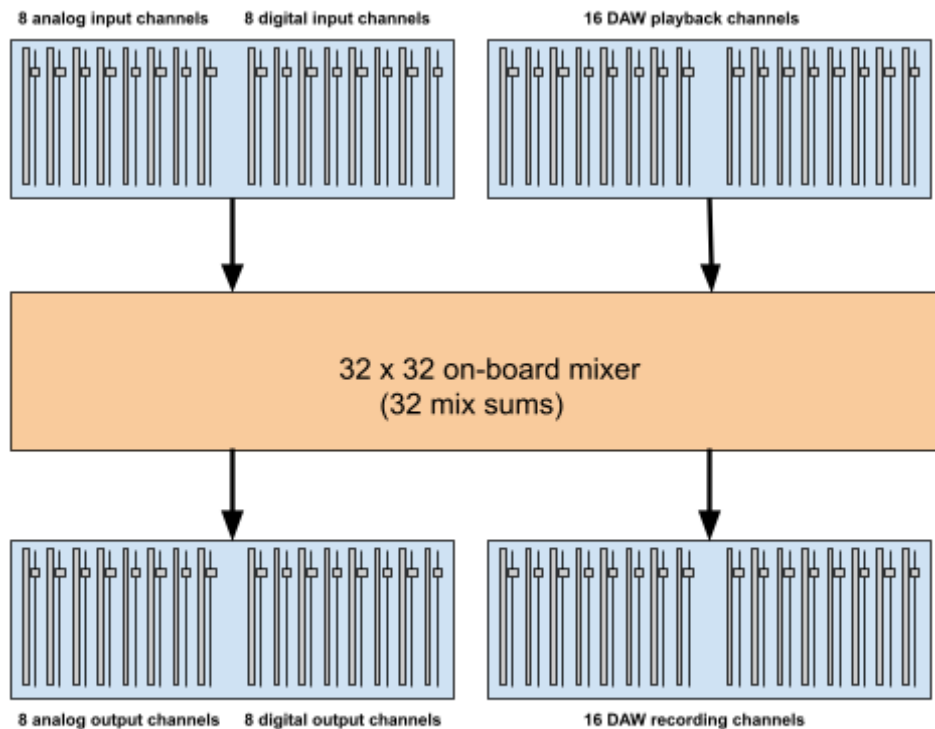 8 analog input channels
8 digital input channels
16 DAW playback channels
32 x 32 on-board mixer
(32 mix sums)
8 analog output channels
8 digital output channels
16 DAW recording channels